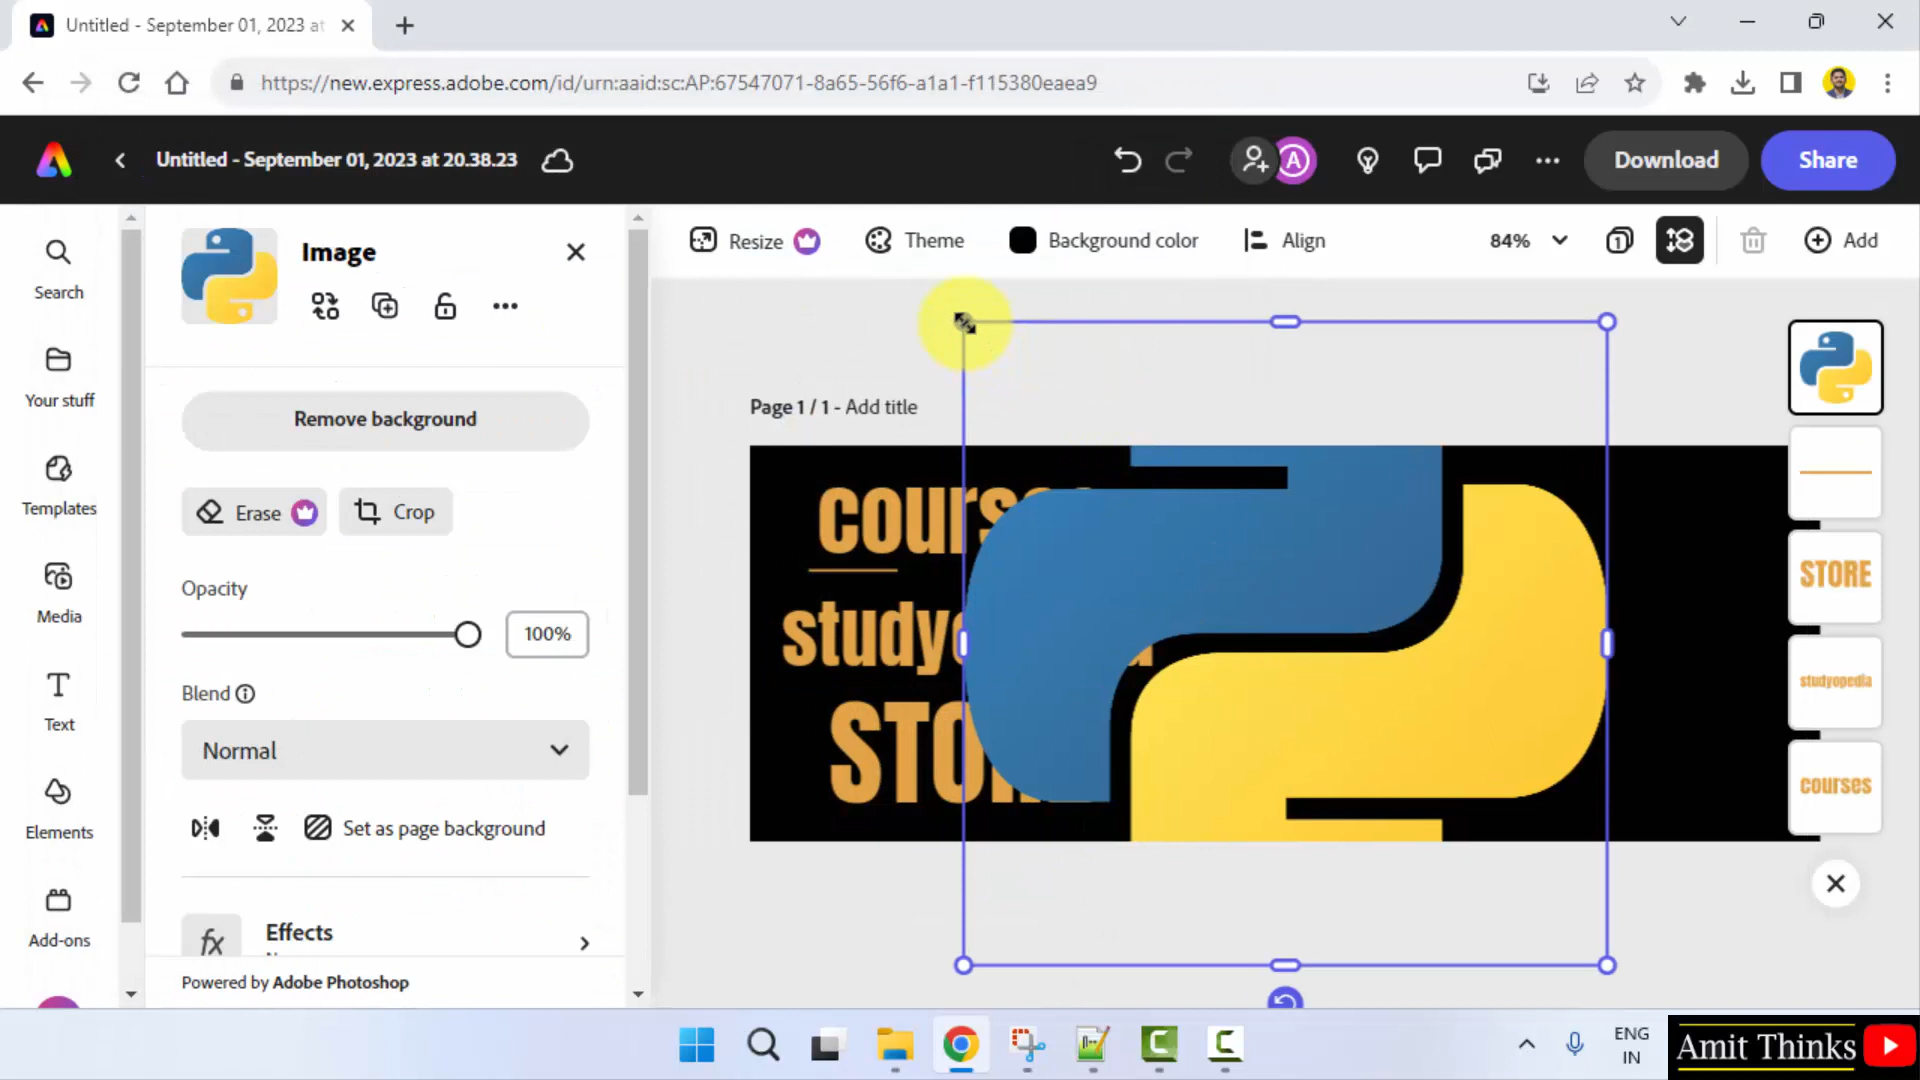 Untitled - September 01, 2023 at
https://new.express.adobe.com/id/urn:aaid:sc:AP:67547071-8a65-56f6-a1a1-f115380eaea9
Untitled - September 01, 2023 at 20.38.23
A
Download
Share
Search
Your stuff
Templates
Media
Text
Elements
Add-ons
Image
Remove background
Erase
Crop
Opacity
100%
Blend
Normal
Set as page background
fx
Effects
Powered by Adobe Photoshop
Resize
Theme
Background color
Align
84%
1
Add
Page 1 / 1 - Add title
STORE
studyopedia
courses
ENG
IN
Amit Thinks